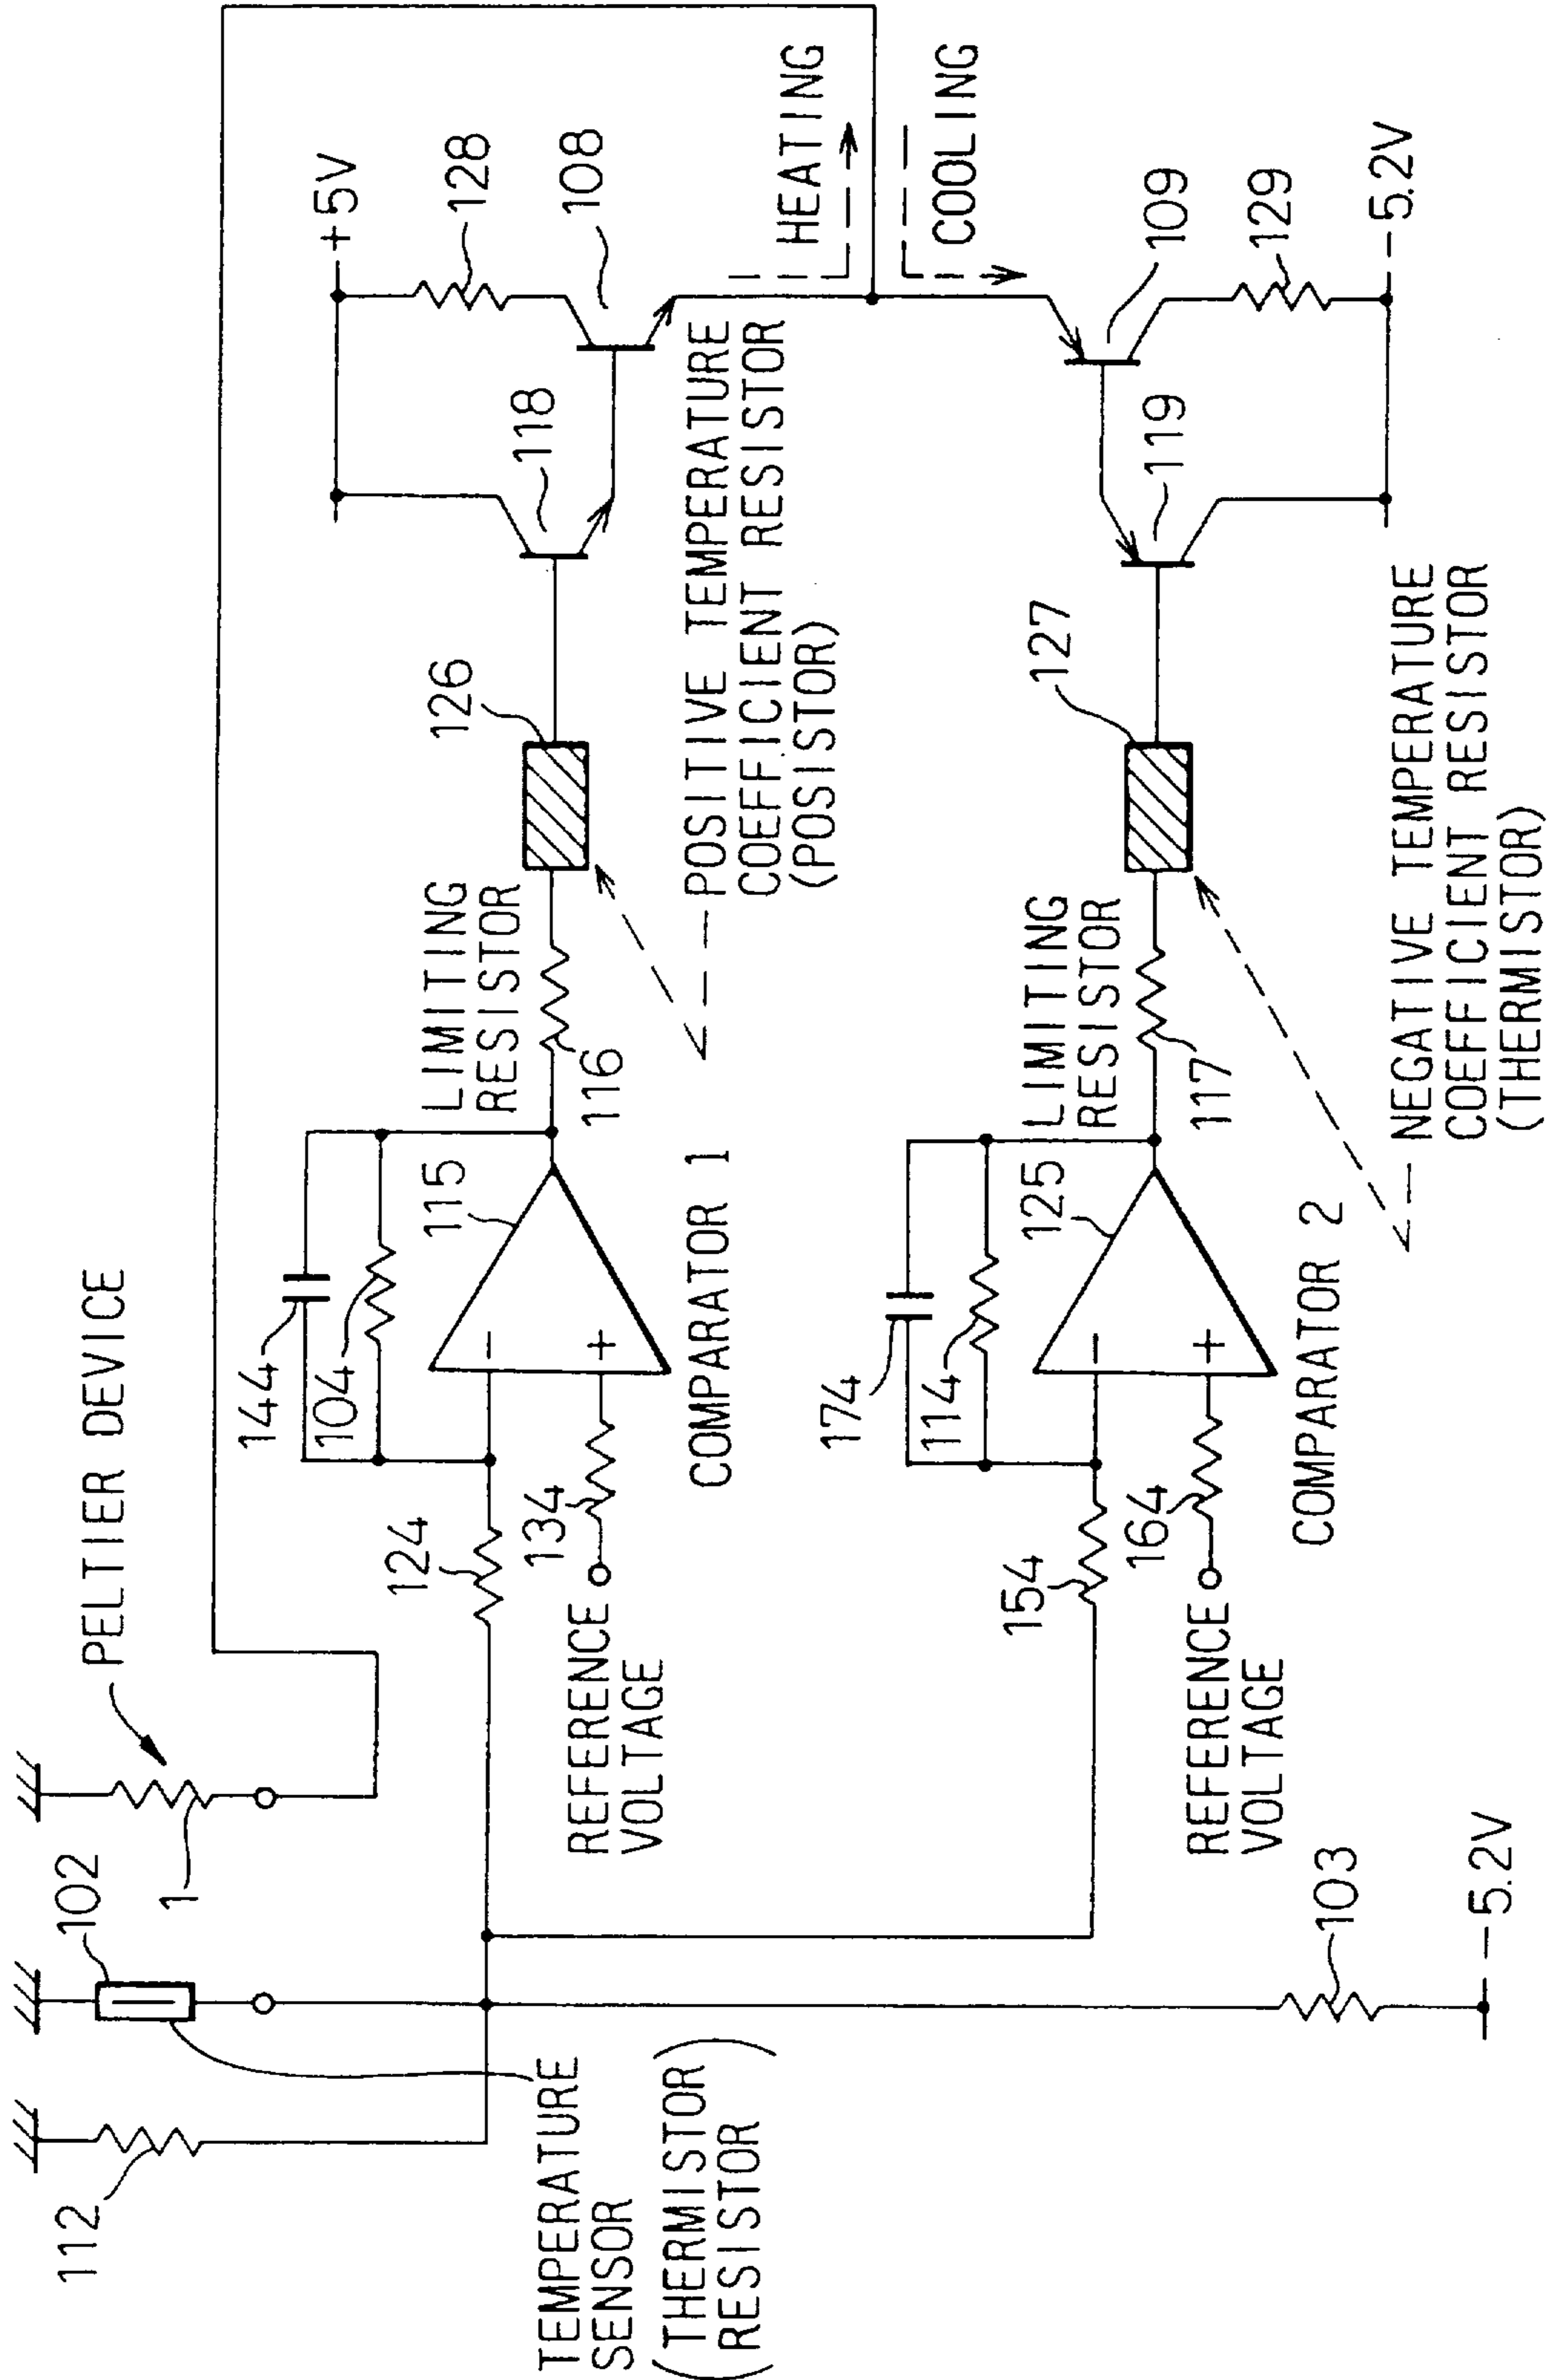 PELTIER DEVICE
1
102
112
TEMPERATURE
SENSOR
(THERMISTOR
RESISTOR)
103
-5.2V
124
144
104
115
134
REFERENCE
VOLTAGE
COMPARATOR 1
LIMITING
RESISTOR
116
126
POSITIVE TEMPERATURE
COEFFICIENT RESISTOR
(POSISTOR)
118
+5V
128
108
HEATING
COOLING
154
174
114
125
164
REFERENCE
VOLTAGE
COMPARATOR 2
LIMITING
RESISTOR
117
127
NEGATIVE TEMPERATURE
COEFFICIENT RESISTOR
(THERMISTOR)
119
109
129
-5.2V